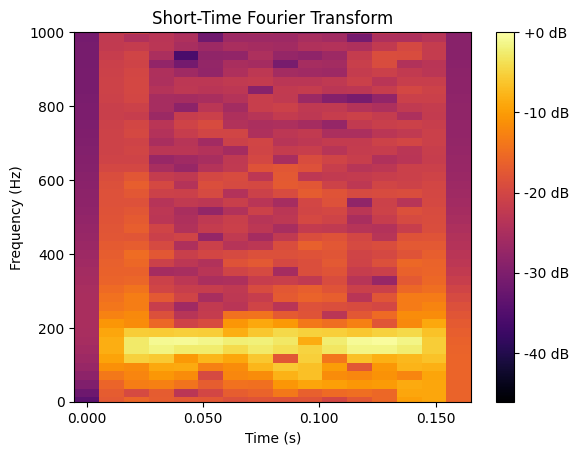 Short-Time Fourier Transform
1000
800
600
400
200
0
Frequency (Hz)
0.000
0.050
0.100
0.150
Time (s)
+0 dB
-10 dB
-20 dB
-30 dB
-40 dB